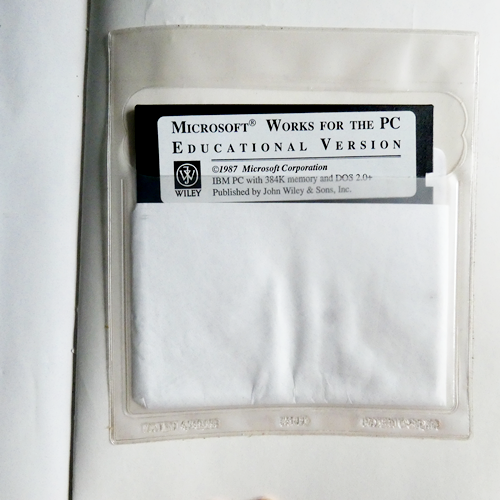 MICROSOFT® WORKS FOR THE PC
EDUCATIONAL VERSION
©1987 Microsoft Corporation
IBM PC with 384K memory and DOS 2.0+
Published by John Wiley & Sons, Inc.
WILEY